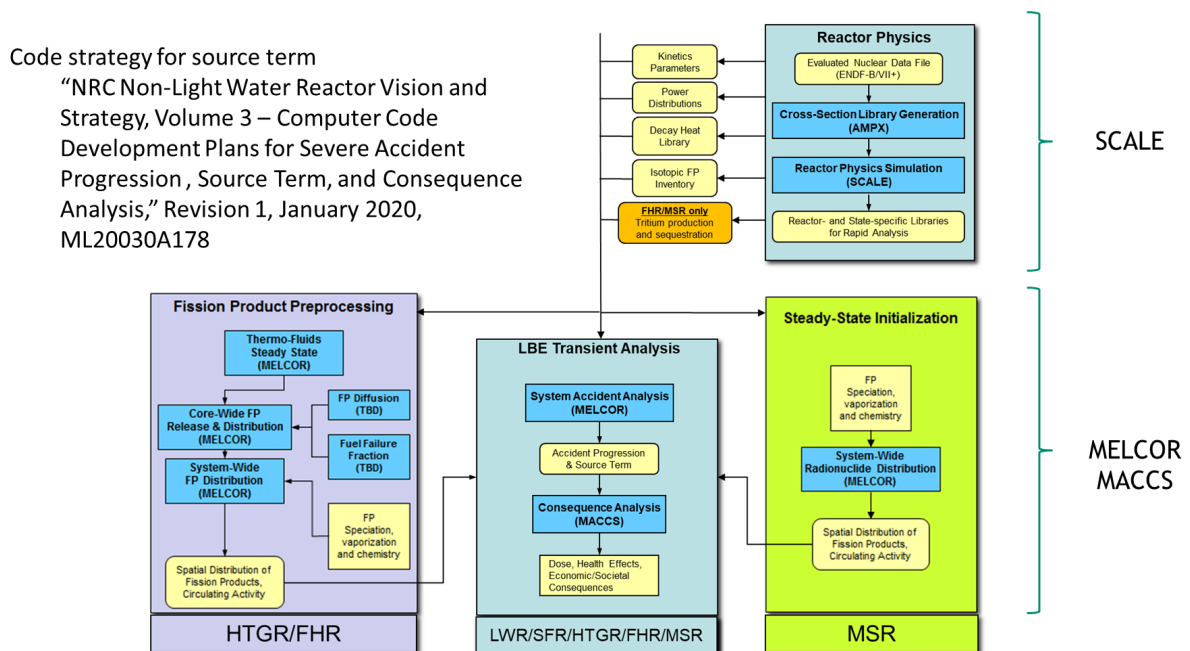 Code strategy for source term
“NRC Non-Light Water Reactor Vision and
Strategy, Volume 3 – Computer Code
Development Plans for Severe Accident
Progression , Source Term, and Consequence
Analysis,” Revision 1, January 2020,
ML20030A178
Kinetics
Parameters
Power
Distributions
Decay Heat
Library
Isotopic FP
Inventory
FHR/MSR only
Tritium production
and sequestration
Reactor Physics
Evaluated Nuclear Data File
(ENDF-B/VII+)
Cross-Section Library Generation
(AMPX)
Reactor Physics Simulation
(SCALE)
Reactor- and State-specific Libraries
for Rapid Analysis
SCALE
Fission Product Preprocessing
Thermo-Fluids
Steady State
(MELCOR)
Core-Wide FP
Release & Distribution
(MELCOR)
FP Diffusion
(TBD)
Fuel Failure
Fraction
(TBD)
System-Wide
FP Distribution
(MELCOR)
FP
Speciation,
vaporization
and chemistry
Spatial Distribution of
Fission Products,
Circulating Activity
HTGR/FHR
LBE Transient Analysis
System Accident Analysis
(MELCOR)
Accident Progression
& Source Term
Consequence Analysis
(MACCS)
Dose, Health Effects,
Economic/Societal
Consequences
LWR/SFR/HTGR/FHR/MSR
Steady-State Initialization
FP
Speciation,
vaporization
and chemistry
System-Wide
Radionuclide Distribution
(MELCOR)
Spatial Distribution of
Fission Products,
Circulating Activity
MSR
MELCOR
MACCS